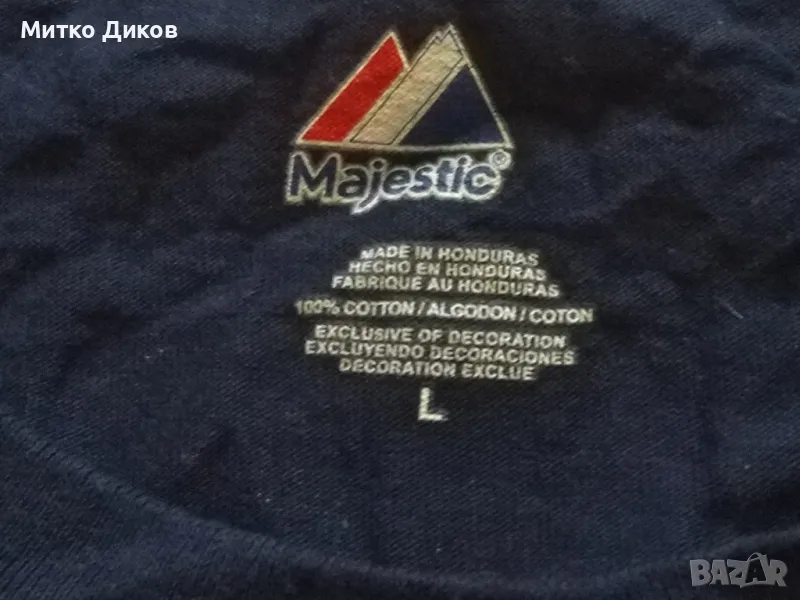 Митко Диков
Majestic®
MADE IN HONDURAS
HECHO EN HONDURAS
FABRIQUE AU HONDURAS
100% COTTON / ALGODON / COTON
EXCLUSIVE OF DECORATION
EXCLUYENDO DECORACIONES
DECORATION EXCLUE
L
BAZAR